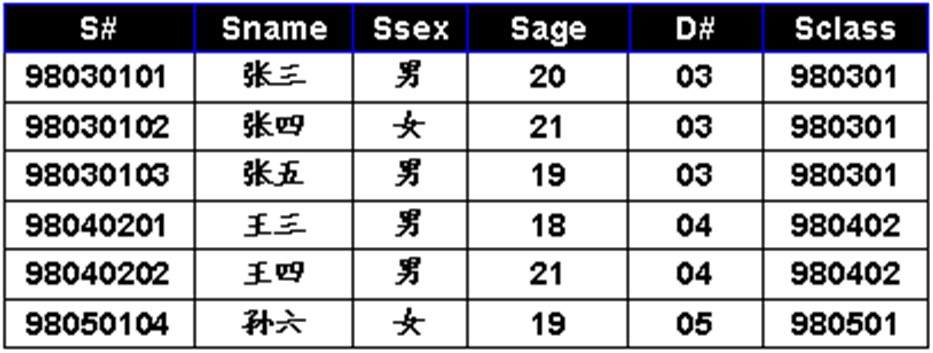 S# Sname Ssex Sage D# Sclass
98030101 张三 男 20 03 980301
98030102 张四 女 21 03 980301
98030103 张五 男 19 03 980301
98040201 王三 男 18 04 980402
98040202 王四 男 21 04 980402
98050104 孙六 女 19 05 980501